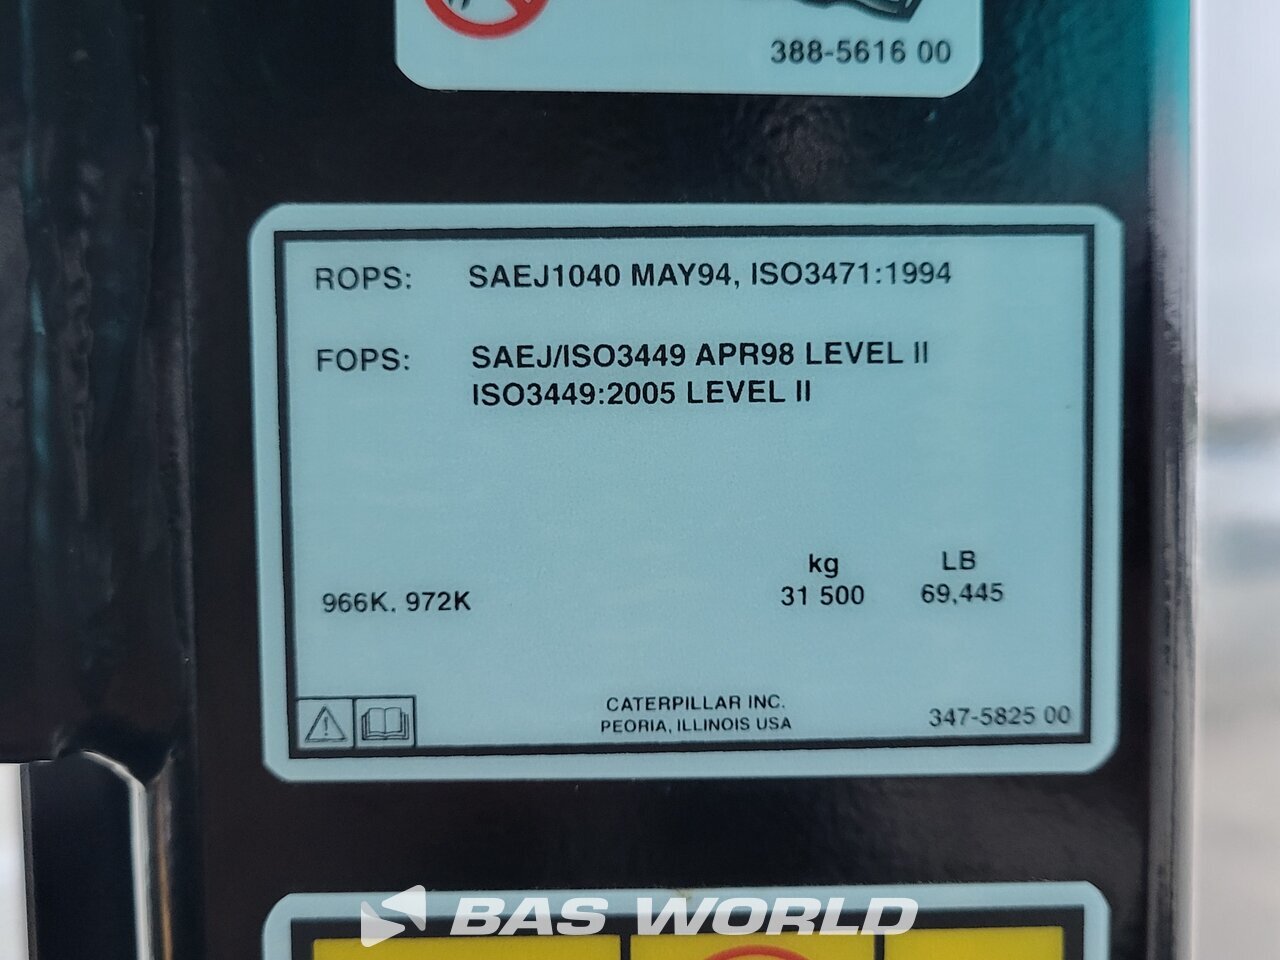 388-5616 00
ROPS: SAEJ1040 MAY94, ISO3471:1994
FOPS: SAEJ/ISO3449 APR98 LEVEL II
ISO3449:2005 LEVEL II
kg LB
966K. 972K 31 500 69,445
CATERPILLAR INC.
PEORIA, ILLINOIS USA
347-5825 00
BAS WORLD